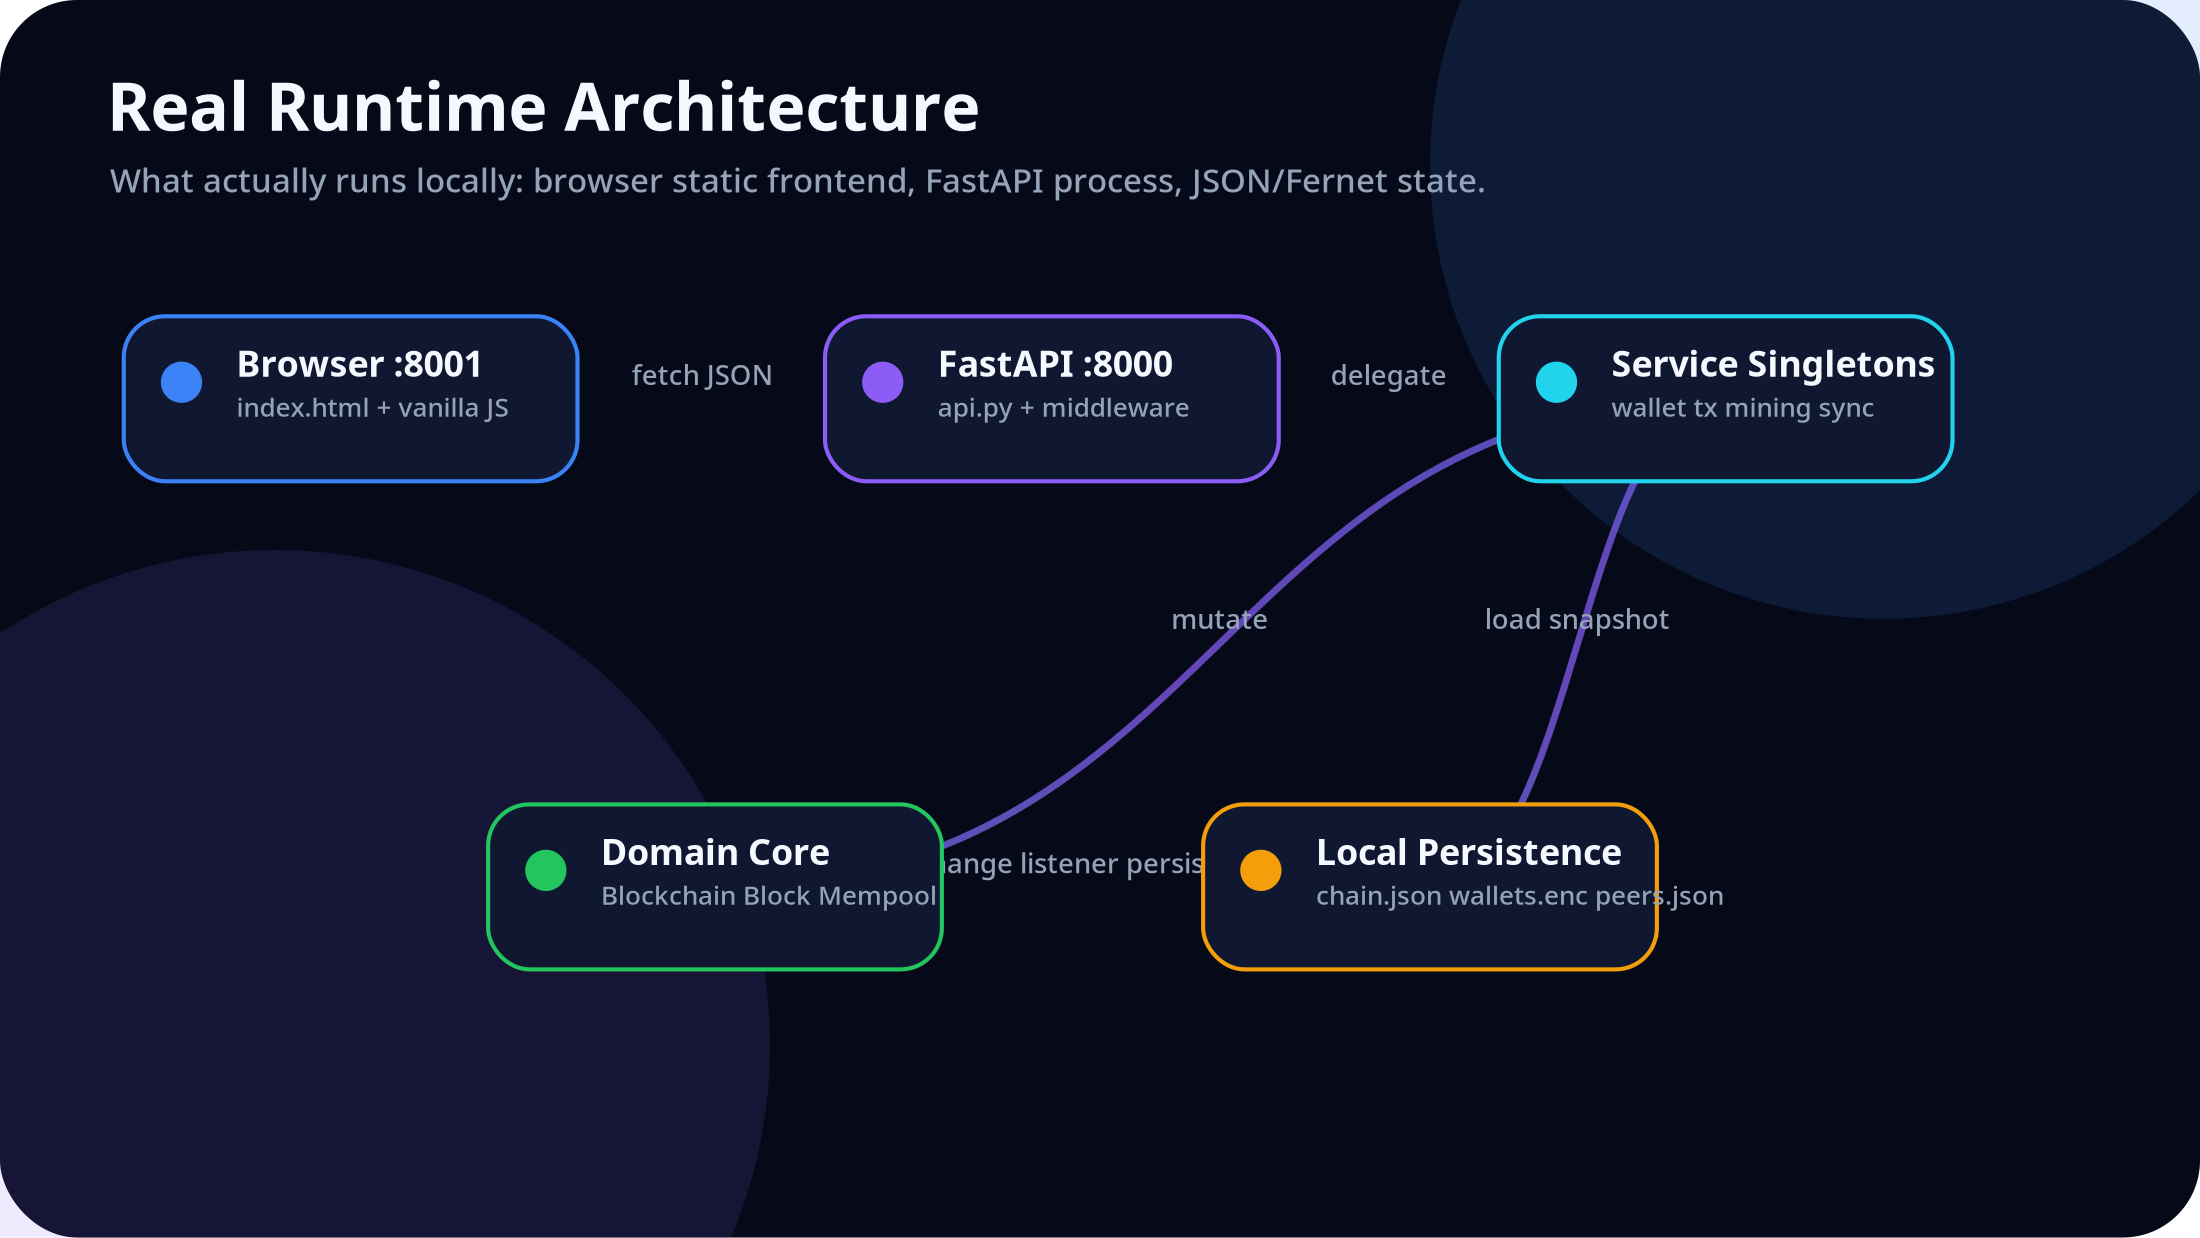 Real Runtime Architecture
What actually runs locally: browser static frontend, FastAPI process, JSON/Fernet state.
Browser :8001
index.html + vanilla JS
fetch JSON
FastAPI :8000
api.py + middleware
delegate
Service Singletons
wallet tx mining sync
mutate
load snapshot
Domain Core
Blockchain Block Mempool
listener
Local Persistence
chain.json wallets.enc peers.json